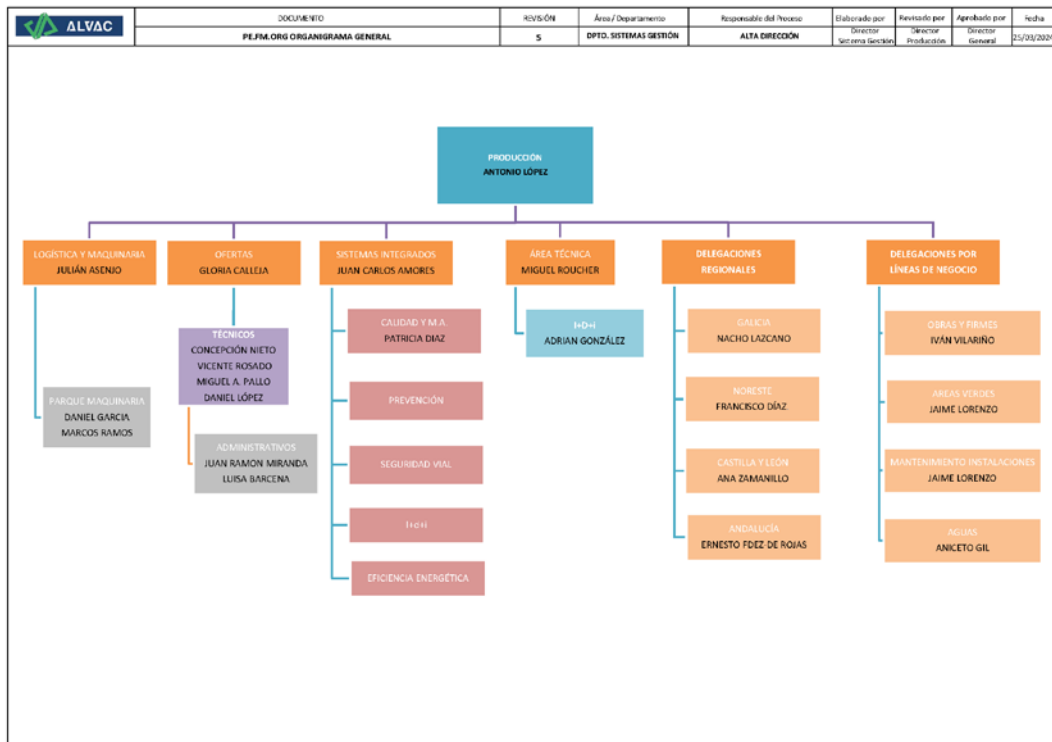 ALVAC
DOCUMENTO
PE.FM.ORG ORGANIGRAMA GENERAL
REVISIÓN
5
Área / Departamento
DPTO. SISTEMAS GESTIÓN
Responsable del Proceso
ALTA DIRECCIÓN
Elaborado por
Director
Sistema Gestión
Revisado por
Director
Producción
Aprobado por
Director
General
Fecha
25/03/2024
PRODUCCIÓN
ANTONIO LÓPEZ
LOGÍSTICA Y MAQUINARIA
JULIÁN ASENJO
PARQUE MAQUINARIA
DANIEL GARCIA
MARCOS RAMOS
OFERTAS
GLORIA CALLEJA
TÉCNICOS
CONCEPCIÓN NIETO
VICENTE ROSADO
MIGUEL A. PALLO
DANIEL LÓPEZ
ADMINISTRATIVOS
JUAN RAMON MIRANDA
LUISA BARCENA
SISTEMAS INTEGRADOS
JUAN CARLOS AMORES
CALIDAD Y M.A.
PATRICIA DIAZ
PREVENCIÓN
SEGURIDAD VIAL
I+d+i
EFICIENCIA ENERGÉTICA
ÁREA TÉCNICA
MIGUEL ROUCHER
I+D+i
ADRIAN GONZÁLEZ
DELEGACIONES
REGIONALES
GALICIA
NACHO LAZCANO
NORESTE
FRANCISCO DÍAZ
CASTILLA Y LEÓN
ANA ZAMANILLO
ANDALUCÍA
ERNESTO FDEZ-DE ROJAS
DELEGACIONES POR
LÍNEAS DE NEGOCIO
OBRAS Y FIRMES
IVÁN VILARIÑO
AREAS VERDES
JAIME LORENZO
MANTENIMIENTO INSTALACIONES
JAIME LORENZO
AGUAS
ANICETO GIL